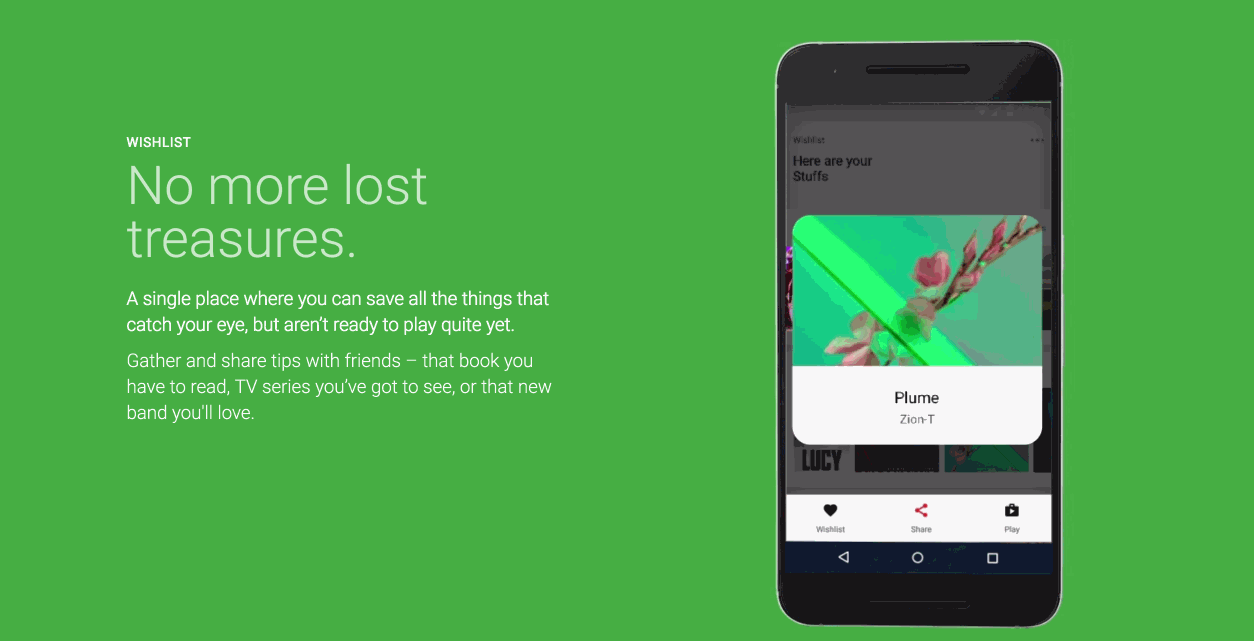 WISHLIST
No more lost
treasures.
A single place where you can save all the things that
catch your eye, but aren’t ready to play quite yet.
Gather and share tips with friends – that book you
have to read, TV series you’ve got to see, or that new
band you'll love.
Wishlist
Here are your
Stuffs
Plume
Zion-T
LUCY
Wishlist
Share
Play